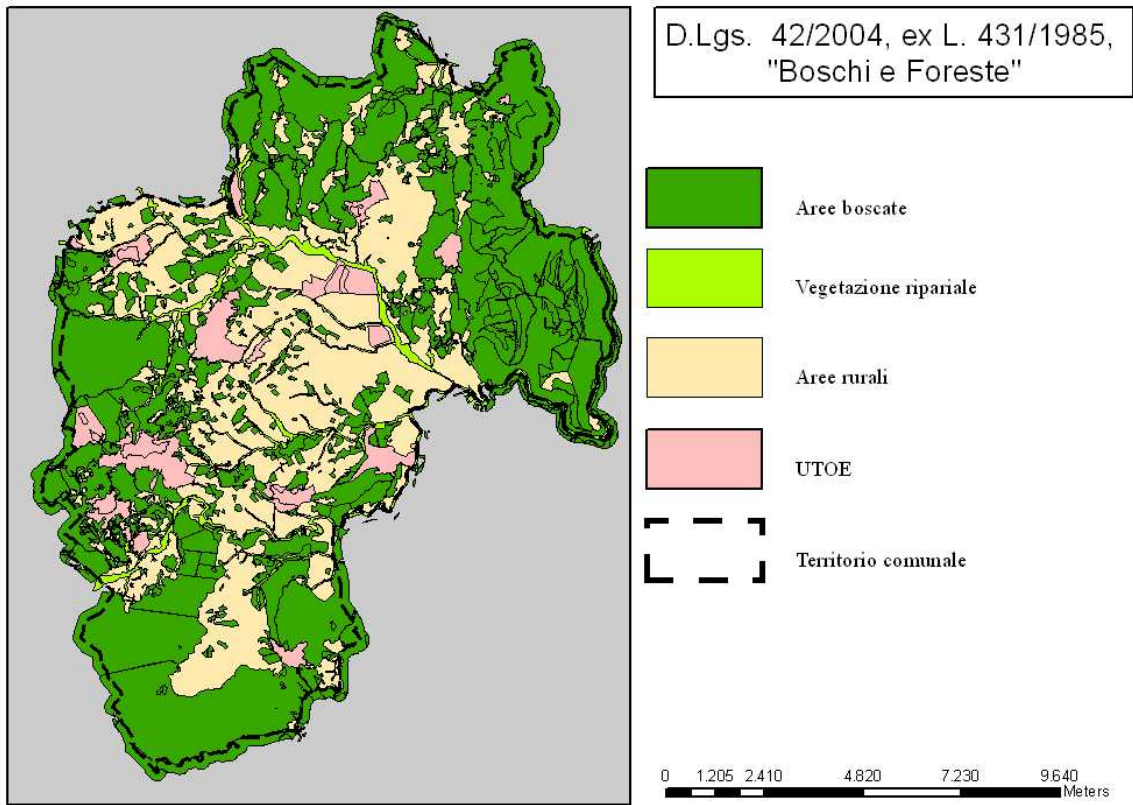 D.Lgs. 42/2004, ex L. 431/1985,
"Boschi e Foreste"
Aree boscate
Vegetazione ripariale
Aree rurali
UTOE
Territorio comunale
0 1.205 2.410 4.820 7.230 9.640
Meters